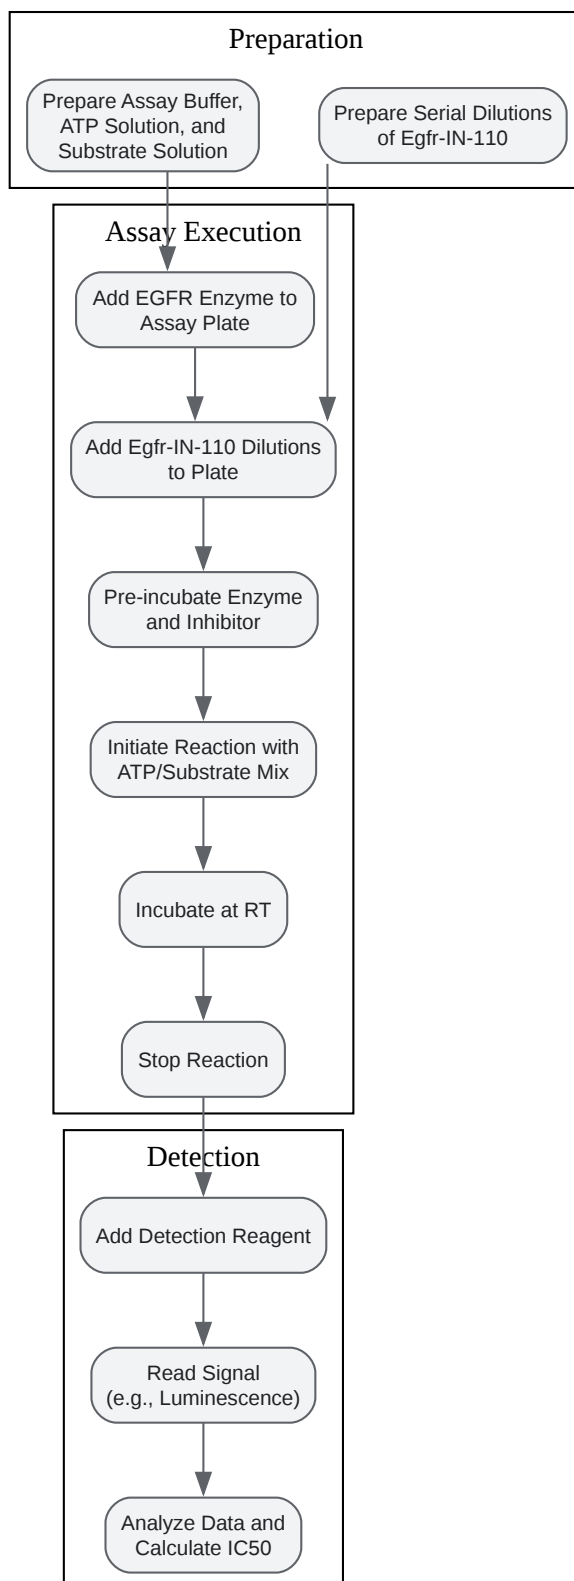 Preparation
Prepare Assay Buffer,
ATP Solution, and
Substrate Solution
Prepare Serial Dilutions
of Egfr-IN-110
Assay Execution
Add EGFR Enzyme to
Assay Plate
Add Egfr-IN-110 Dilutions
to Plate
Pre-incubate Enzyme
and Inhibitor
Initiate Reaction with
ATP/Substrate Mix
Incubate at RT
Stop Reaction
Detection
Add Detection Reagent
Read Signal
(e.g., Luminescence)
Analyze Data and
Calculate IC50